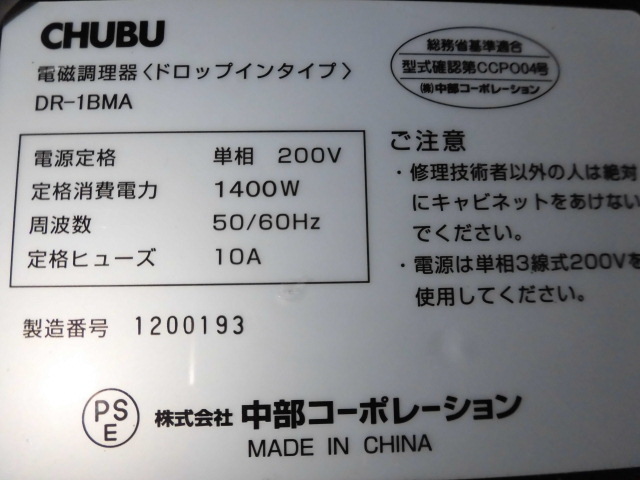 CHUBU
電磁調理器〈ドロップインタイプ〉
DR-1BMA
総務省基準適合
型式確認第CCP004号
(株)中部コーポレーション
電源定格 単相 200V
定格消費電力 1400W
周波数 50/60Hz
定格ヒューズ 10A
製造番号 1200193
ご注意
・修理技術者以外の人は絶対
にキャビネットをあけない
でください。
・電源は単相3線式200Vを
使用してください。
PS
E
株式会社 中部コーポレーション
MADE IN CHINA